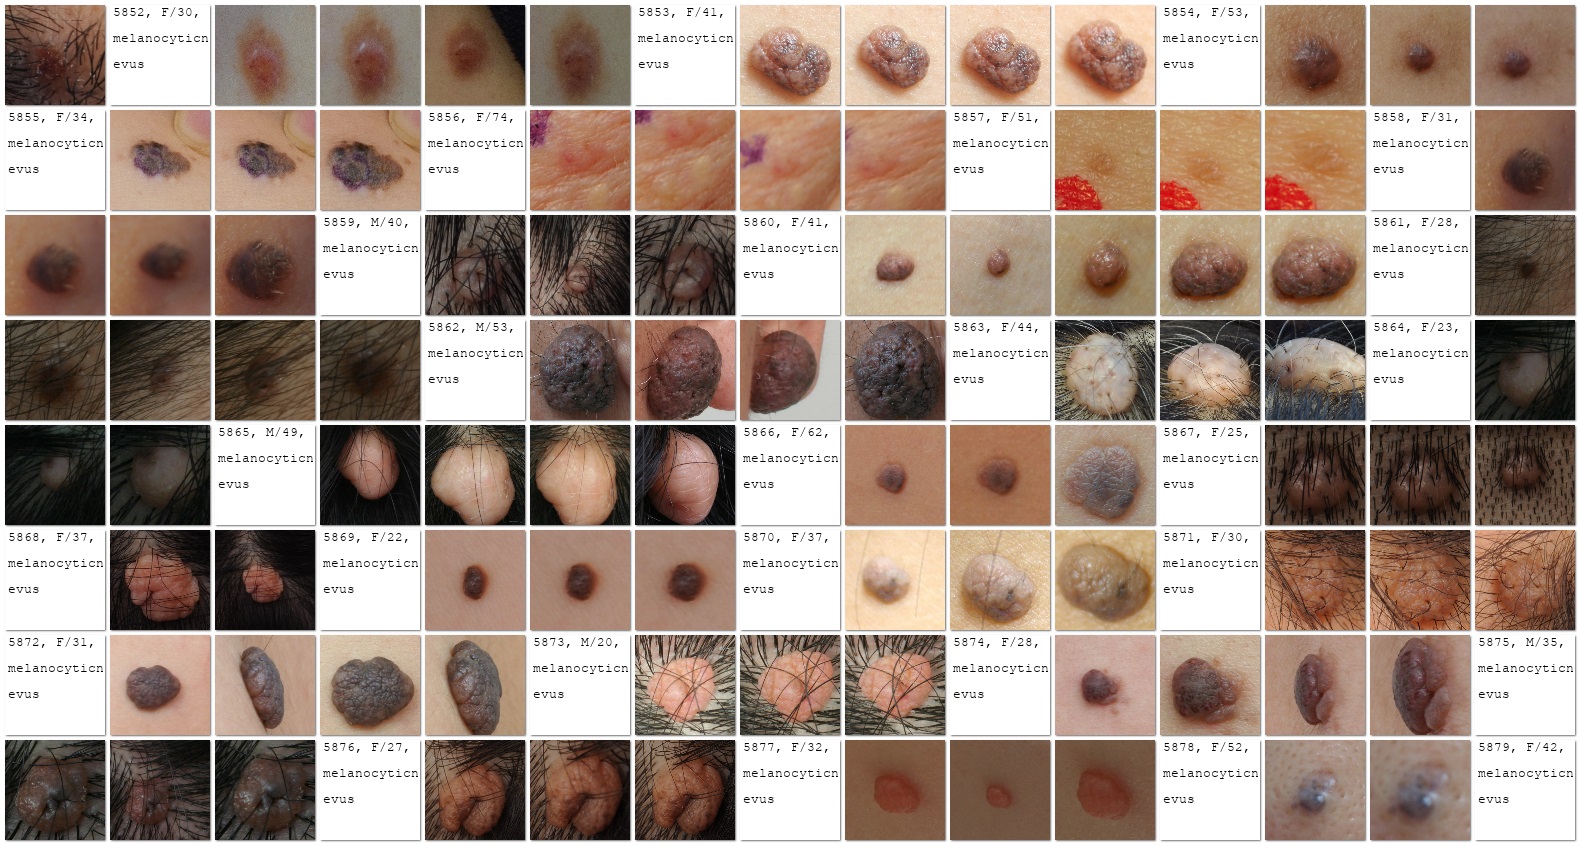 5852, F/30,
melanocyticn
evus
5853, F/41,
melanocyticn
evus
5854, F/53,
melanocyticn
evus
5855, F/34,
melanocyticn
evus
5856, F/74,
melanocyticn
evus
5857, F/51,
melanocyticn
evus
5858, F/31,
melanocyticn
evus
5859, M/40,
melanocyticn
evus
5860, F/41,
melanocyticn
evus
5861, F/28,
melanocyticn
evus
5862, M/53,
melanocyticn
evus
5863, F/44,
melanocyticn
evus
5864, F/23,
melanocyticn
evus
5865, M/49,
melanocyticn
evus
5866, F/62,
melanocyticn
evus
5867, F/25,
melanocyticn
evus
5868, F/37,
melanocyticn
evus
5869, F/22,
melanocyticn
evus
5870, F/37,
melanocyticn
evus
5871, F/30,
melanocyticn
evus
5872, F/31,
melanocyticn
evus
5873, M/20,
melanocyticn
evus
5874, F/28,
melanocyticn
evus
5875, M/35,
melanocyticn
evus
5876, F/27,
melanocyticn
evus
5877, F/32,
melanocyticn
evus
5878, F/52,
melanocyticn
evus
5879, F/42,
melanocyticn
evus